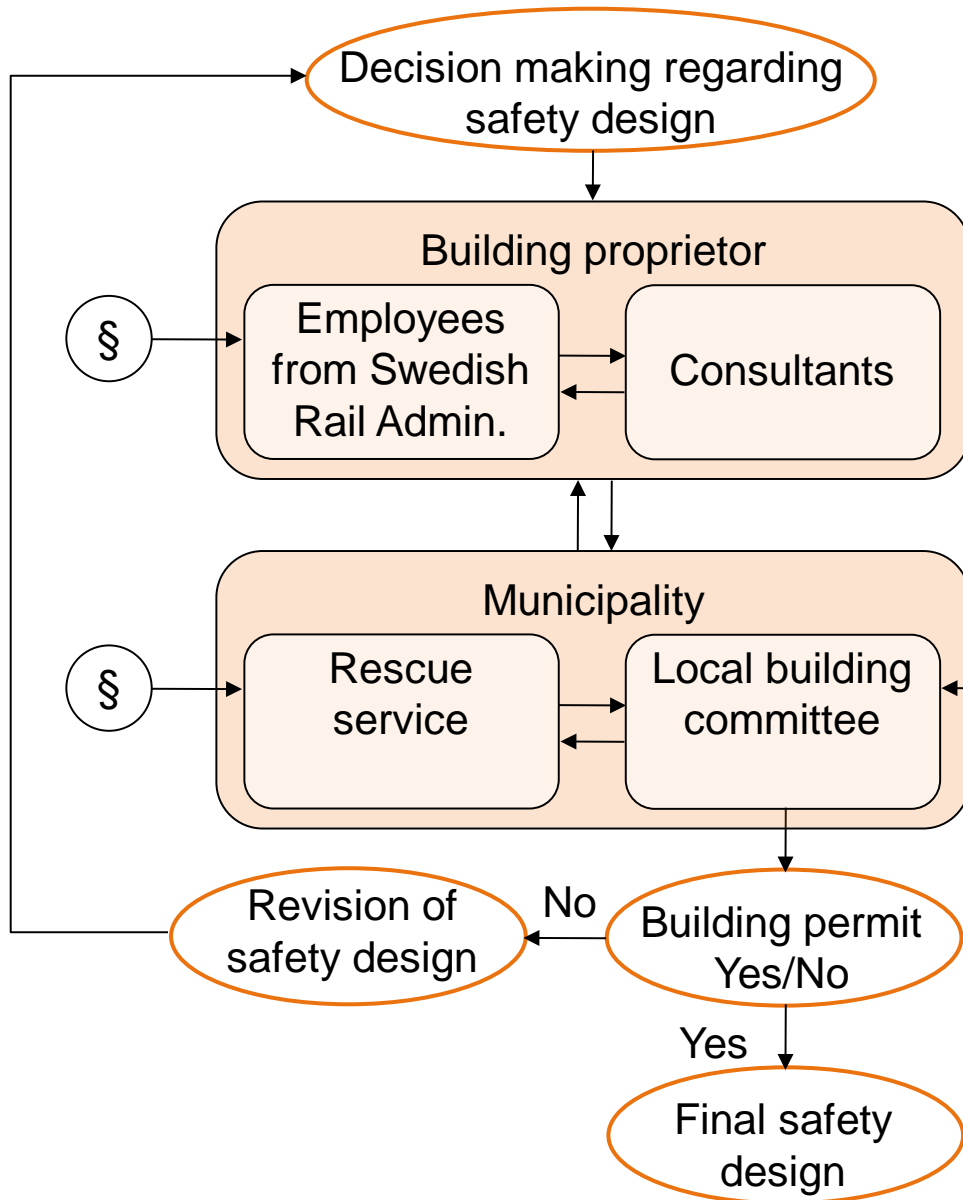 Decision making regarding
safety design
Building proprietor
§
Employees
from Swedish
Rail Admin.
Consultants
Municipality
§
Rescue
service
Local building
committee
Revision of
safety design
No
Building permit
Yes/No
Yes
Final safety
design